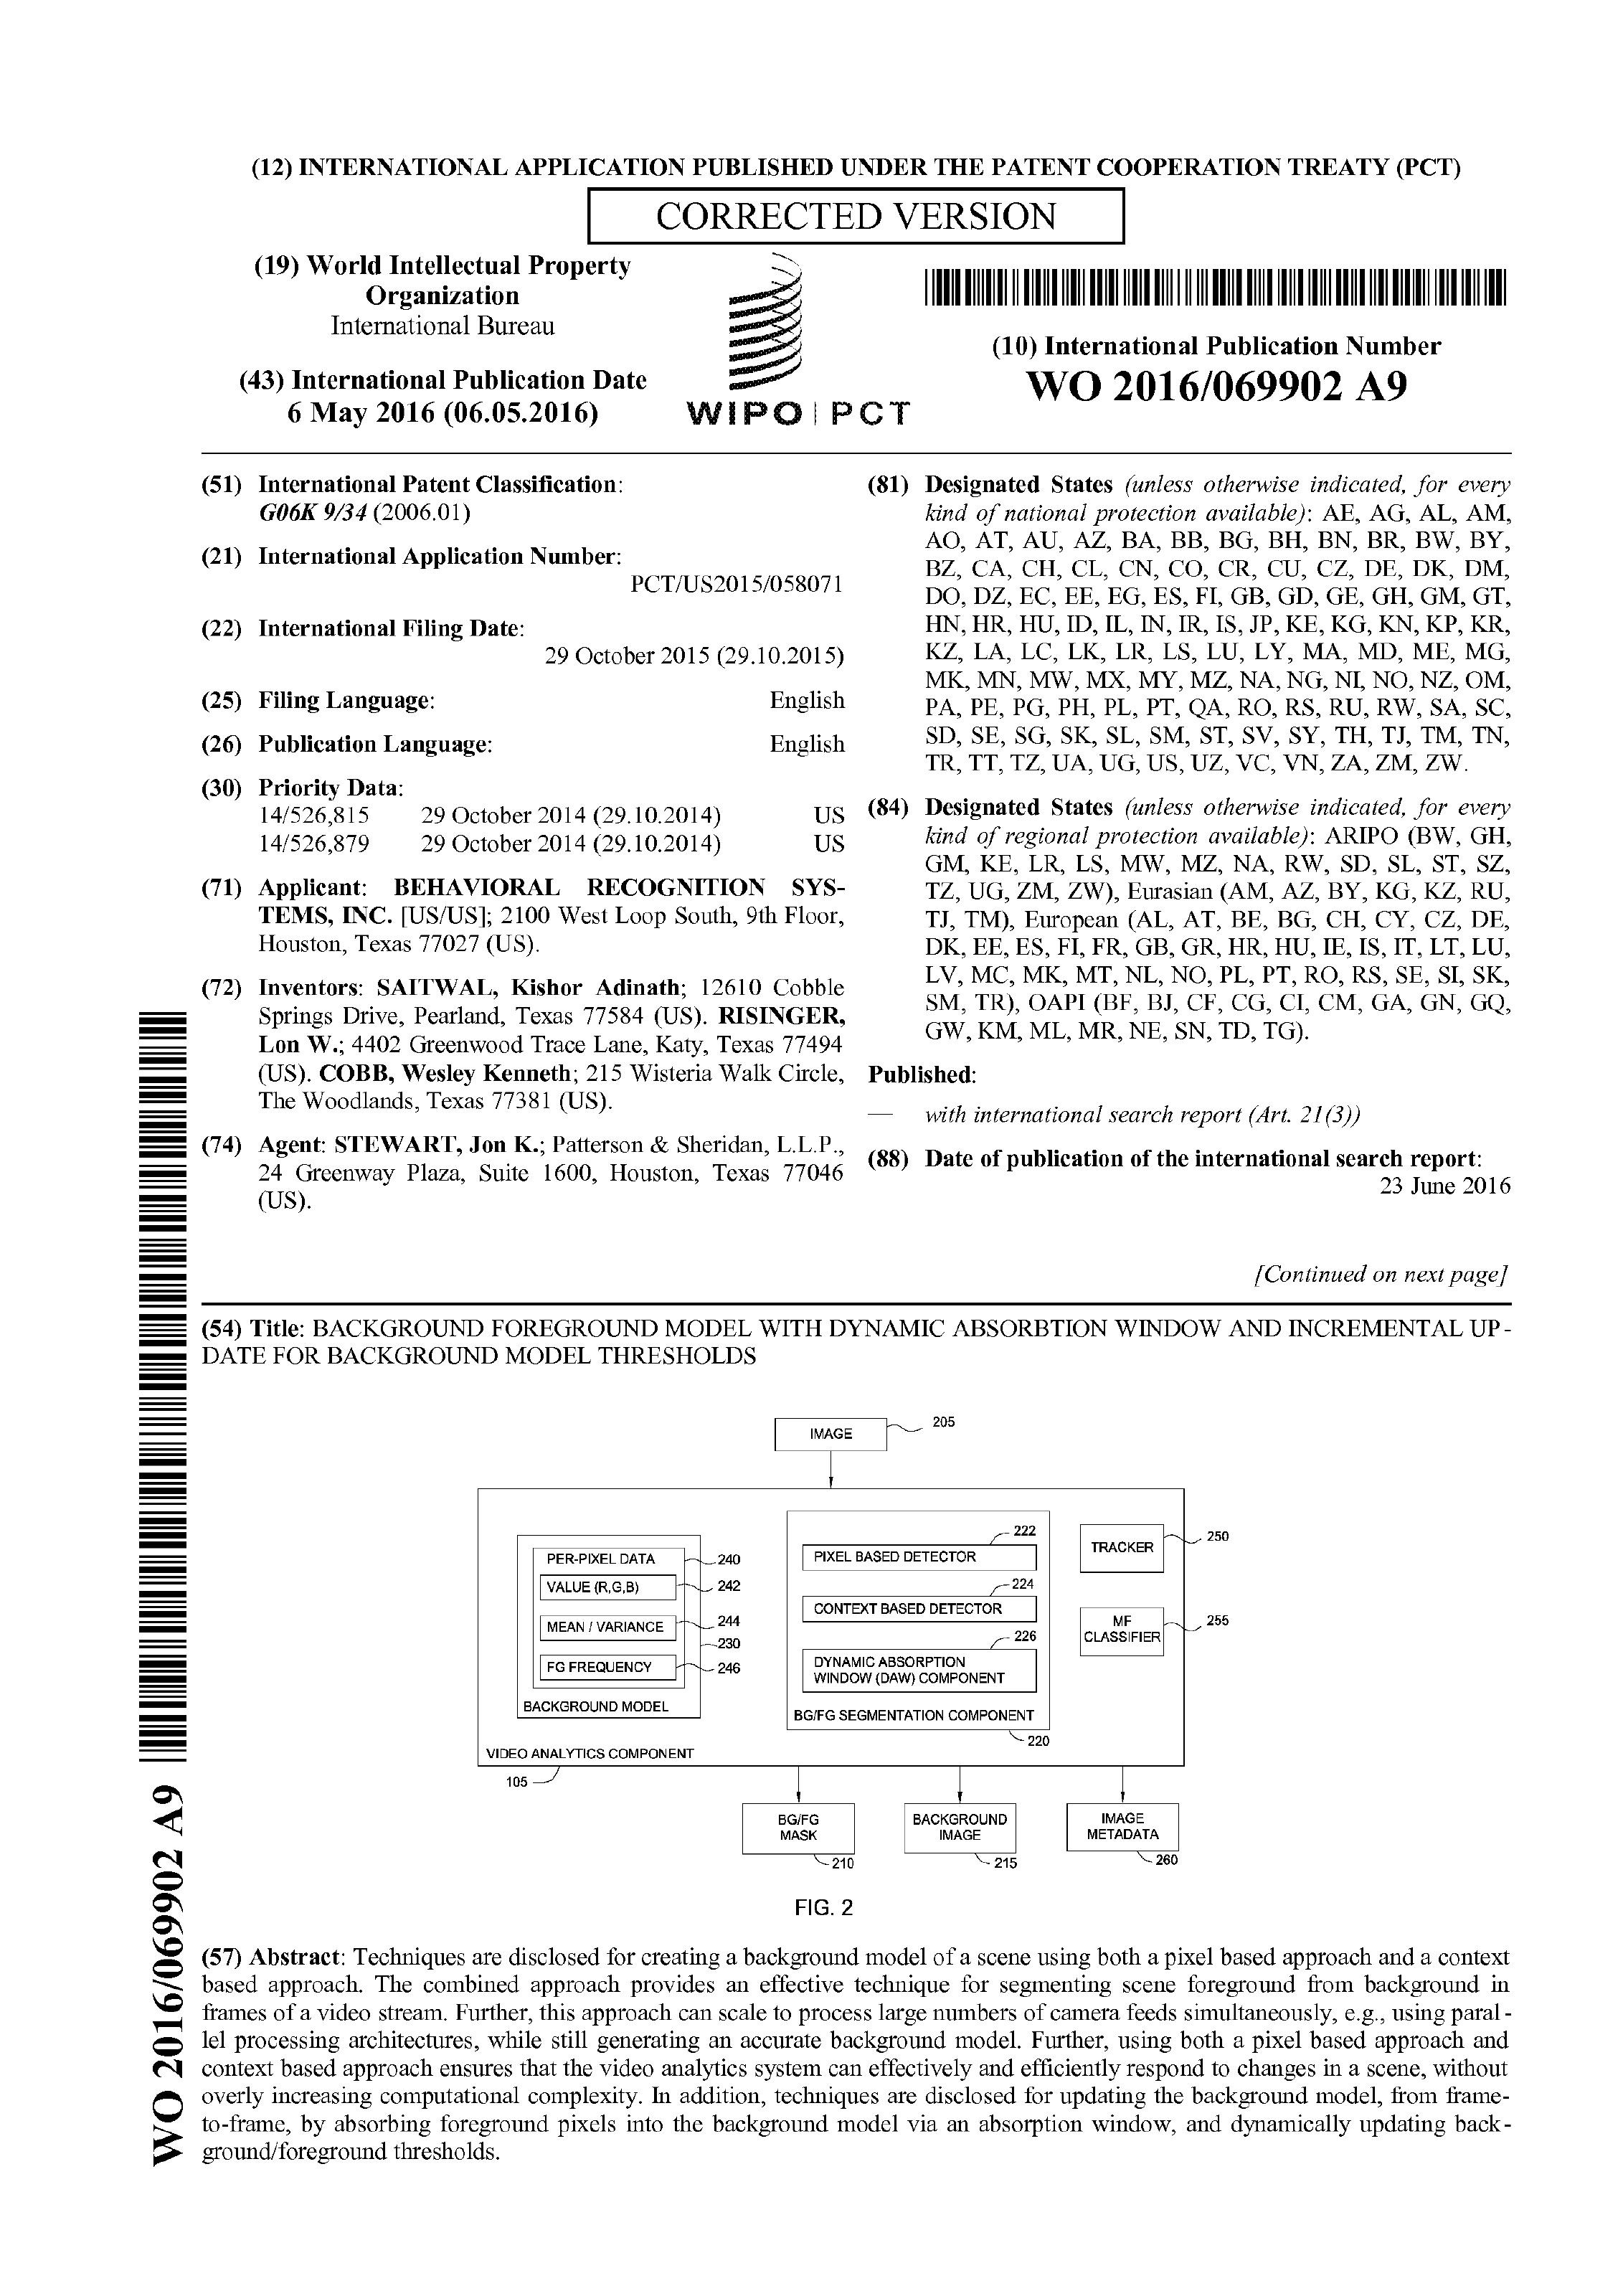 (12) INTERNATIONAL APPLICATION PUBLISHED UNDER THE PATENT COOPERATION TREATY (PCT)
CORRECTED VERSION
(19) World Intellectual Property
Organization
International Bureau
(43) International Publication Date
6 May 2016 (06.05.2016)
WIPO | PCT
(10) International Publication Number
WO 2016/069902 A9
(51) International Patent Classification:
G06K 9/34 (2006.01)
(21) International Application Number:
PCT/US2015/058071
(22) International Filing Date:
29 October 2015 (29.10.2015)
(25) Filing Language: English
(26) Publication Language: English
(30) Priority Data:
14/526,815 29 October 2014 (29.10.2014) US
14/526,879 29 October 2014 (29.10.2014) US
(71) Applicant: BEHAVIORAL RECOGNITION SYS-
TEMS, INC. [US/US]; 2100 West Loop South, 9th Floor,
Houston, Texas 77027 (US).
(72) Inventors: SAITWAL, Kishor Adinath; 12610 Cobble
Springs Drive, Pearland, Texas 77584 (US). RISINGER,
Lon W.; 4402 Greenwood Trace Lane, Katy, Texas 77494
(US). COBB, Wesley Kenneth; 215 Wisteria Walk Circle,
The Woodlands, Texas 77381 (US).
(74) Agent: STEWART, Jon K.; Patterson & Sheridan, L.L.P.,
24 Greenway Plaza, Suite 1600, Houston, Texas 77046
(US).
(81) Designated States (unless otherwise indicated, for every
kind of national protection available): AE, AG, AL, AM,
AO, AT, AU, AZ, BA, BB, BG, BH, BN, BR, BW, BY,
BZ, CA, CH, CL, CN, CO, CR, CU, CZ, DE, DK, DM,
DO, DZ, EC, EE, EG, ES, FI, GB, GD, GE, GH, GM, GT,
HN, HR, HU, ID, IL, IN, IR, IS, JP, KE, KG, KN, KP, KR,
KZ, LA, LC, LK, LR, LS, LU, LY, MA, MD, ME, MG,
MK, MN, MW, MX, MY, MZ, NA, NG, NI, NO, NZ, OM,
PA, PE, PG, PH, PL, PT, QA, RO, RS, RU, RW, SA, SC,
SD, SE, SG, SK, SL, SM, ST, SV, SY, TH, TJ, TM, TN,
TR, TT, TZ, UA, UG, US, UZ, VC, VN, ZA, ZM, ZW.
(84) Designated States (unless otherwise indicated, for every
kind of regional protection available): ARIPO (BW, GH,
GM, KE, LR, LS, MW, MZ, NA, RW, SD, SL, ST, SZ,
TZ, UG, ZM, ZW), Eurasian (AM, AZ, BY, KG, KZ, RU,
TJ, TM), European (AL, AT, BE, BG, CH, CY, CZ, DE,
DK, EE, ES, FI, FR, GB, GR, HR, HU, IE, IS, IT, LT, LU,
LV, MC, MK, MT, NL, NO, PL, PT, RO, RS, SE, SI, SK,
SM, TR), OAPI (BF, BJ, CF, CG, CI, CM, GA, GN, GQ,
GW, KM, ML, MR, NE, SN, TD, TG).
Published:
— with international search report (Art. 21(3))
(88) Date of publication of the international search report:
23 June 2016
[Continued on next page]
(54) Title: BACKGROUND FOREGROUND MODEL WITH DYNAMIC ABSORBTION WINDOW AND INCREMENTAL UP-
DATE FOR BACKGROUND MODEL THRESHOLDS
IMAGE
205
PER-PIXEL DATA
240
VALUE (R,G,B)
242
MEAN / VARIANCE
244
230
FG FREQUENCY
246
BACKGROUND MODEL
222
PIXEL BASED DETECTOR
224
CONTEXT BASED DETECTOR
226
DYNAMIC ABSORPTION
WINDOW (DAW) COMPONENT
BG/FG SEGMENTATION COMPONENT
220
TRACKER
250
MF
CLASSIFIER
255
VIDEO ANALYTICS COMPONENT
105
BG/FG
MASK
210
BACKGROUND
IMAGE
215
IMAGE
METADATA
260
FIG. 2
(57) Abstract: Techniques are disclosed for creating a background model of a scene using both a pixel based approach and a context
based approach. The combined approach provides an effective technique for segmenting scene foreground from background in
frames of a video stream. Further, this approach can scale to process large numbers of camera feeds simultaneously, e.g., using paral-
lel processing architectures, while still generating an accurate background model. Further, using both a pixel based approach and
context based approach ensures that the video analytics system can effectively and efficiently respond to changes in a scene, without
overly increasing computational complexity. In addition, techniques are disclosed for updating the background model, from frame-
to-frame, by absorbing foreground pixels into the background model via an absorption window, and dynamically updating back-
ground/foreground thresholds.
WO 2016/069902 A9